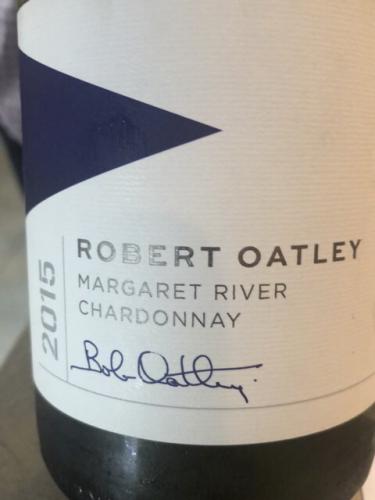 ROBERT OATLEY
MARGARET RIVER
CHARDONNAY
2015
Bob Oatley.